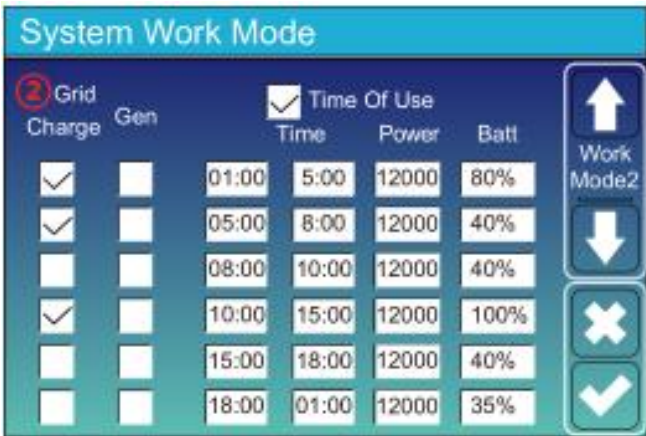 System Work Mode
② Grid Charge Gen Time Of Use
Time Power Batt
01:00 5:00 12000 80%
05:00 8:00 12000 40%
08:00 10:00 12000 40%
10:00 15:00 12000 100%
15:00 18:00 12000 40%
18:00 01:00 12000 35%
Work
Mode2